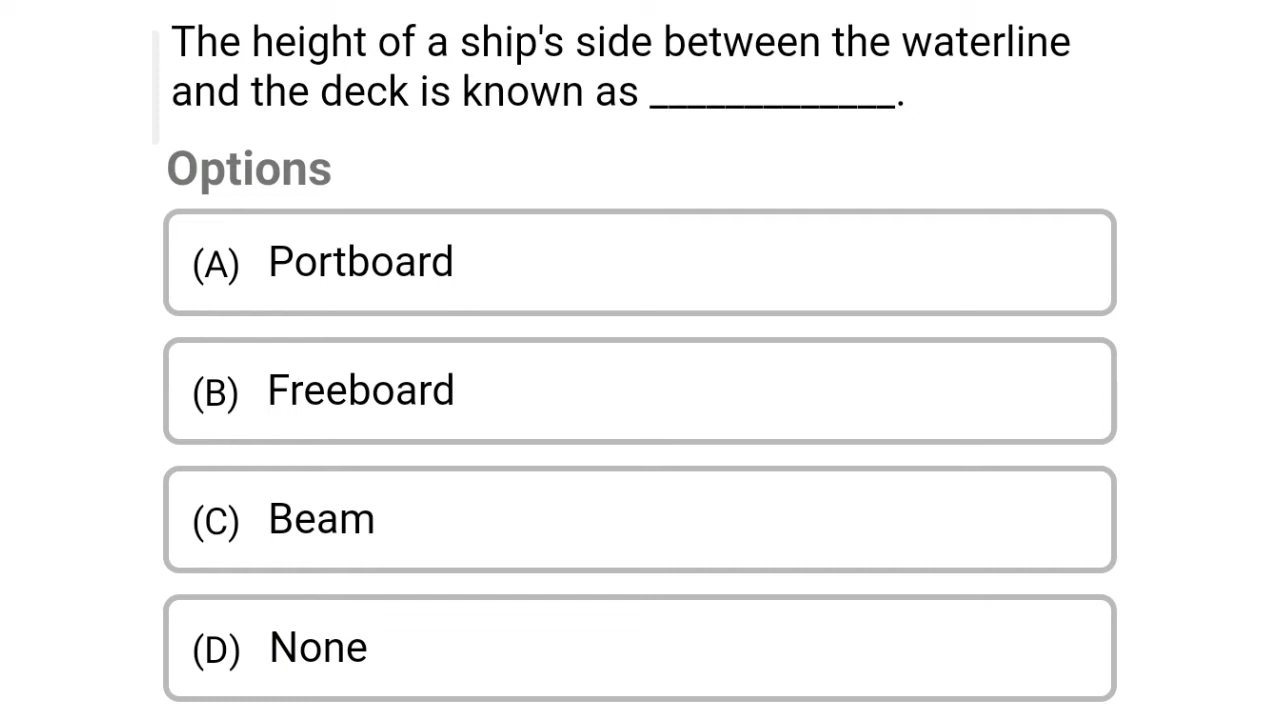 The height of a ship's side between the waterline
and the deck is known as _____________.
Options
(A) Portboard
(B) Freeboard
(C) Beam
(D) None